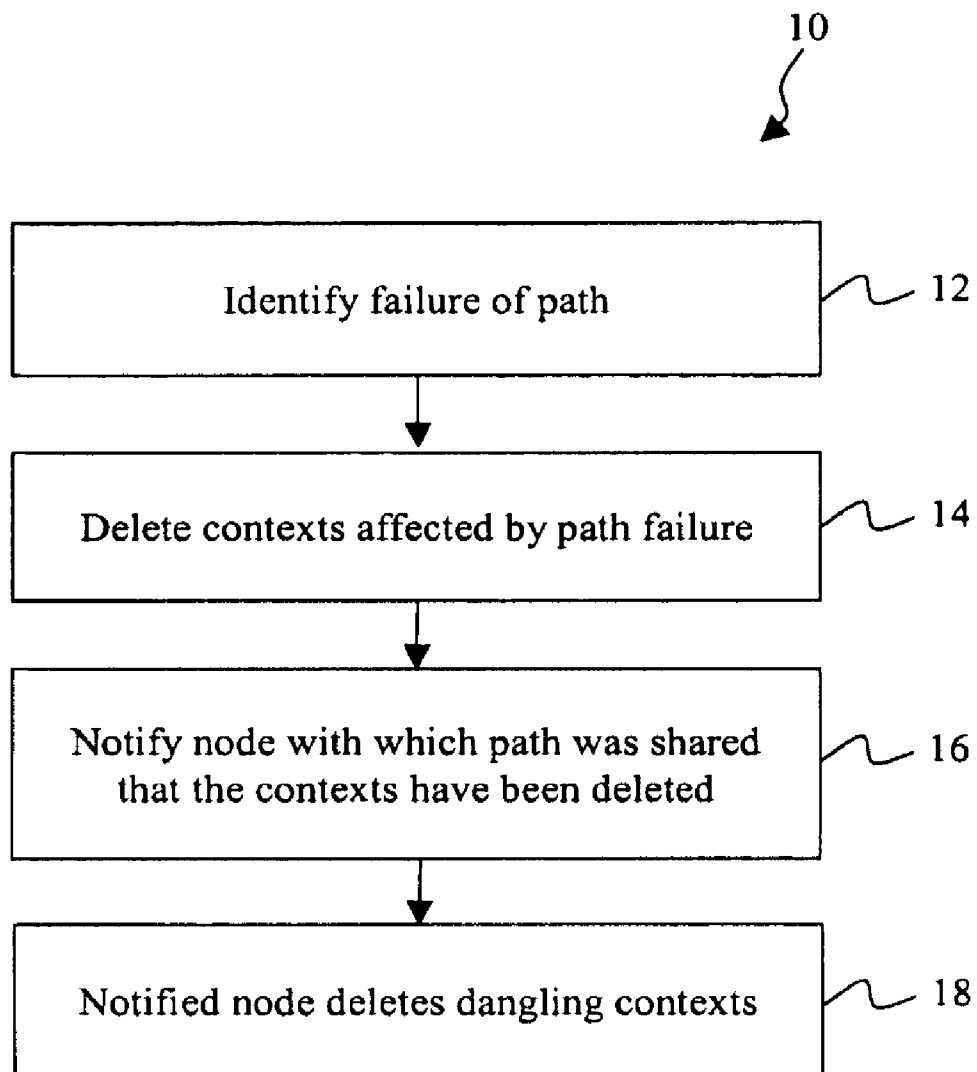 10
Identify failure of path
12
Delete contexts affected by path failure
14
Notify node with which path was shared
that the contexts have been deleted
16
Notified node deletes dangling contexts
18